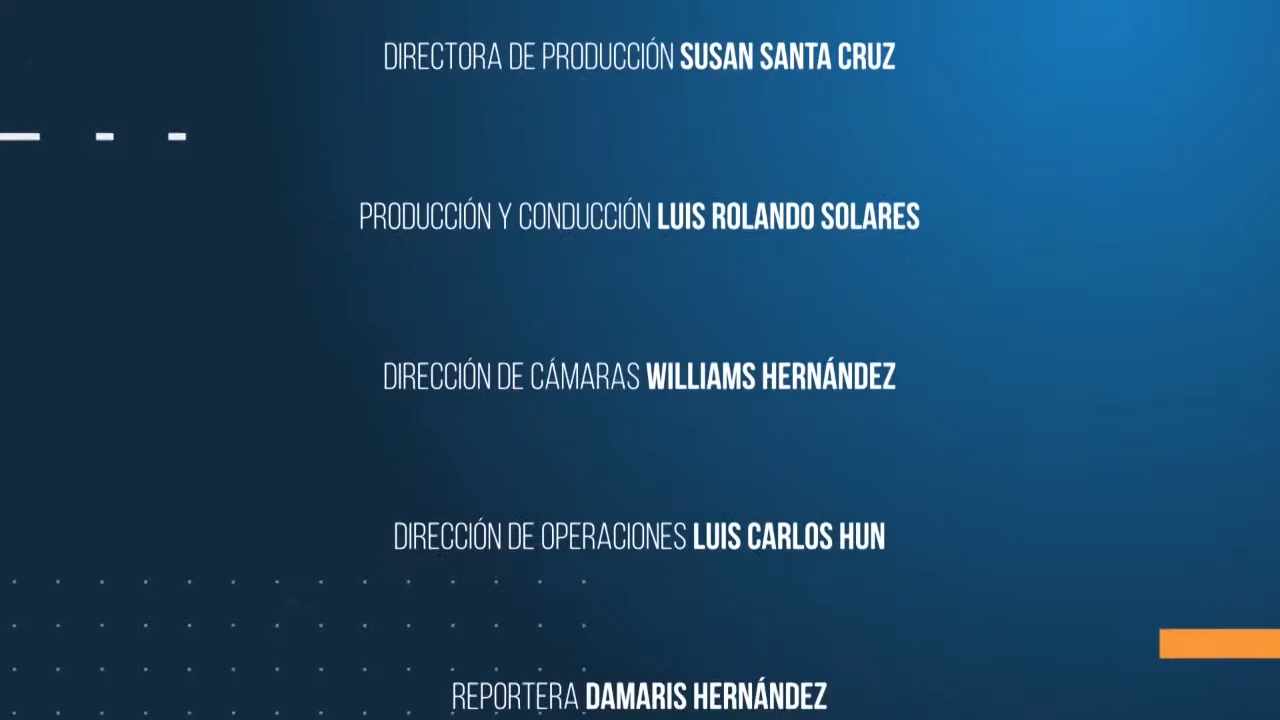 DIRECTORA DE PRODUCCIÓN SUSAN SANTA CRUZ
PRODUCCIÓN Y CONDUCCIÓN LUIS ROLANDO SOLARES
DIRECCIÓN DE CÁMARAS WILLIAMS HERNÁNDEZ
DIRECCIÓN DE OPERACIONES LUIS CARLOS HUN
REPORTERA DAMARIS HERNÁNDEZ